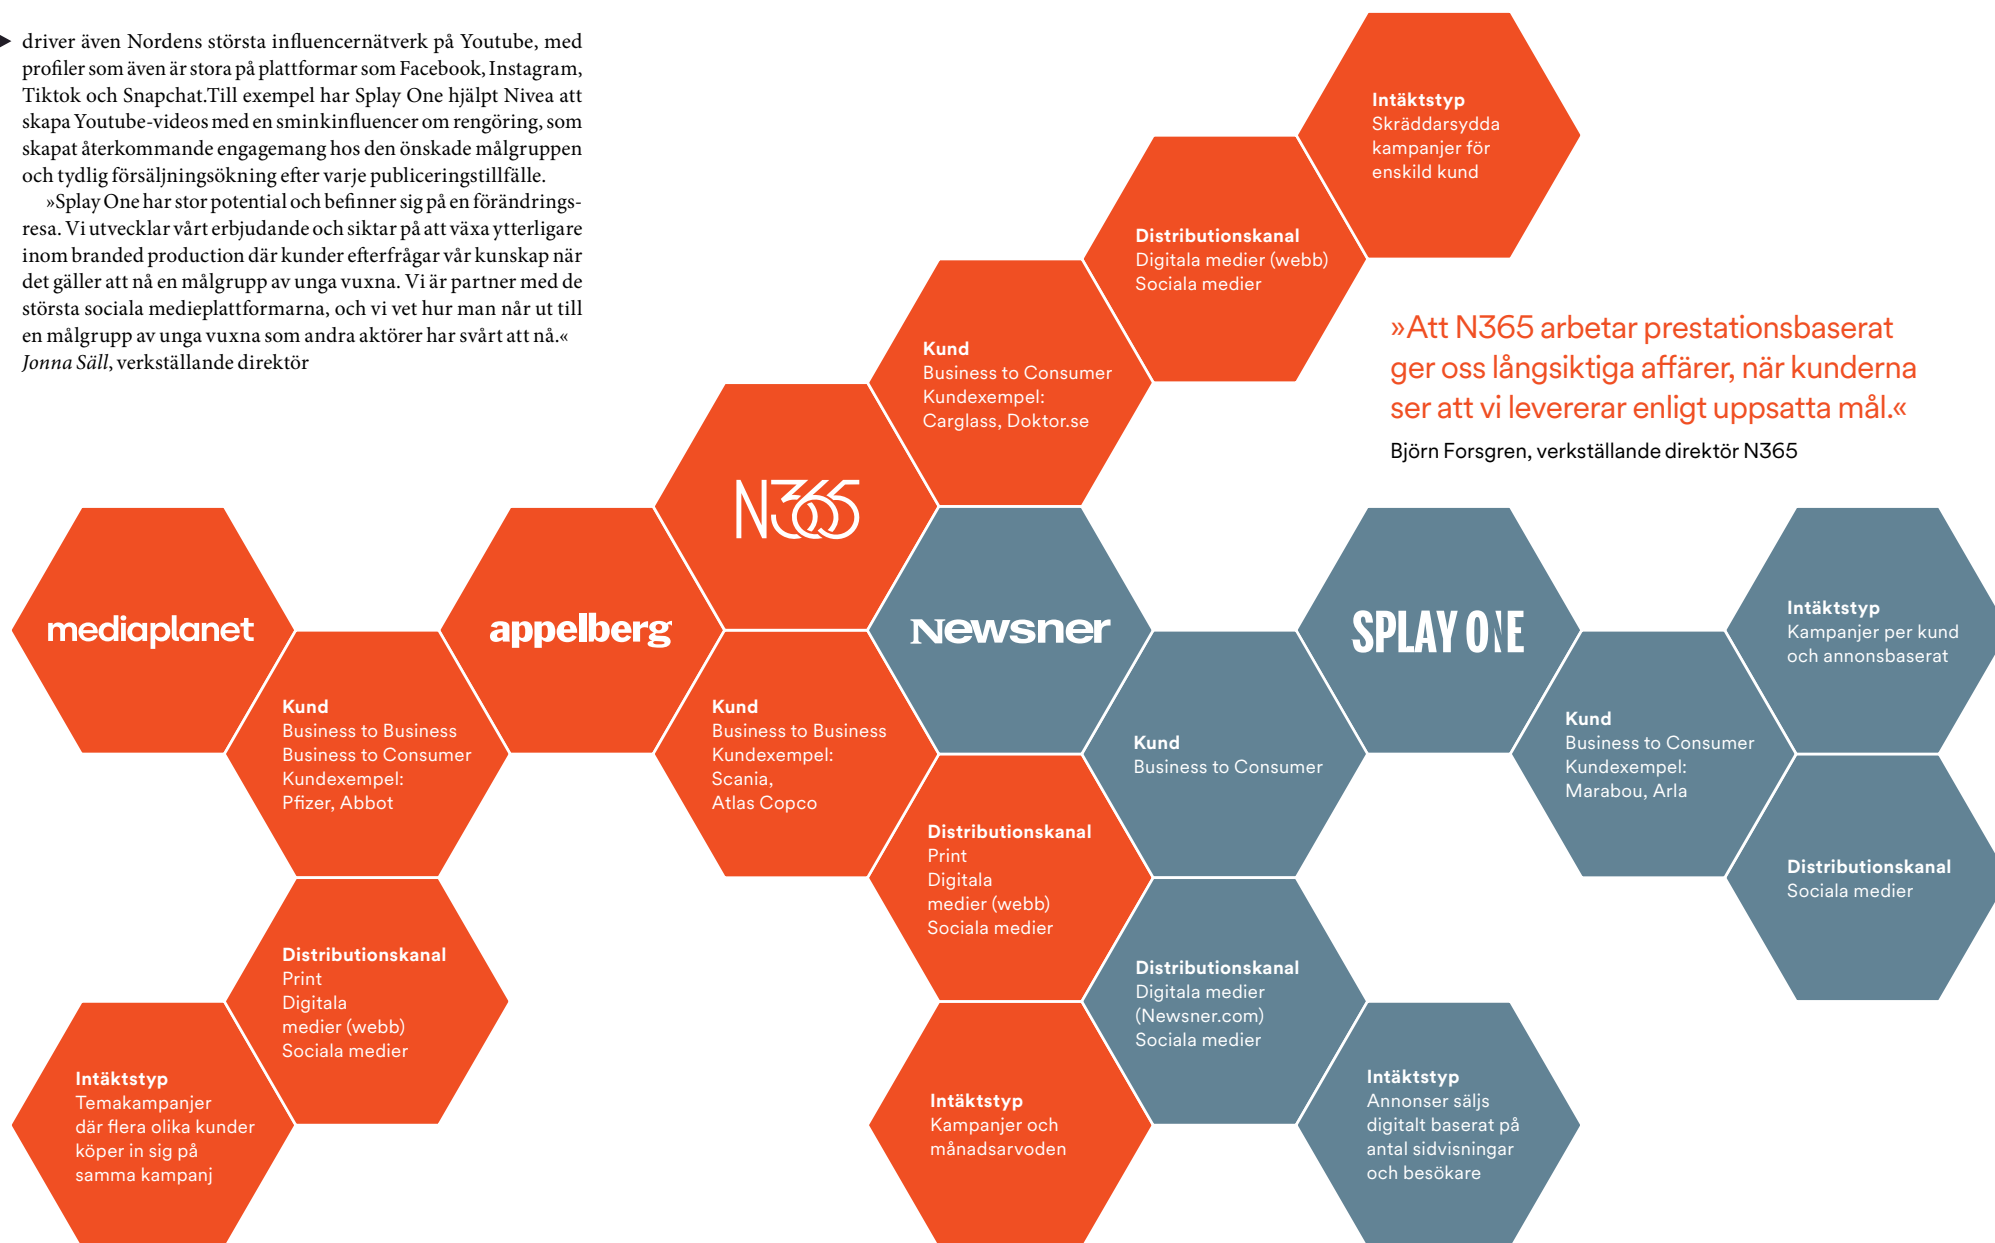 driver även Nordens största influencernätverk på Youtube, med
profiler som även är stora på plattformar som Facebook, Instagram,
Tiktok och Snapchat.Till exempel har Splay One hjälpt Nivea att
skapa Youtube-videos med en sminkinfluencer om rengöring, som
skapat återkommande engagemang hos den önskade målgruppen
och tydlig försäljningsökning efter varje publiceringstillfälle.
»Splay One har stor potential och befinner sig på en förändrings-
resa. Vi utvecklar vårt erbjudande och siktar på att växa ytterligare
inom branded production där kunder efterfrågar vår kunskap när
det gäller att nå en målgrupp av unga vuxna. Vi är partner med de
största sociala medieplattformarna, och vi vet hur man når ut till
en målgrupp av unga vuxna som andra aktörer har svårt att nå.«
Jonna Säll, verkställande direktör
»Att N365 arbetar prestationsbaserat
ger oss långsiktiga affärer, när kunderna
ser att vi levererar enligt uppsatta mål.«
Björn Forsgren, verkställande direktör N365
mediaplanet
Kund
Business to Business
Business to Consumer
Kundexempel:
Pfizer, Abbot
Distributionskanal
Print
Digitala
medier (webb)
Sociala medier
Intäktstyp
Temakampanjer
där flera olika kunder
köper in sig på
samma kampanj
appelberg
Kund
Business to Business
Kundexempel:
Scania,
Atlas Copco
Distributionskanal
Print
Digitala
medier (webb)
Sociala medier
Intäktstyp
Kampanjer och
månadsarvoden
N365
Kund
Business to Consumer
Kundexempel:
Carglass, Doktor.se
Distributionskanal
Digitala medier (webb)
Sociala medier
Intäktstyp
Skräddarsydda
kampanjer för
enskild kund
Newsner
Kund
Business to Consumer
Distributionskanal
Digitala medier
(Newsner.com)
Sociala medier
Intäktstyp
Annonser säljs
digitalt baserat på
antal sidvisningar
och besökare
SPLAY ONE
Kund
Business to Consumer
Kundexempel:
Marabou, Arla
Distributionskanal
Sociala medier
Intäktstyp
Kampanjer per kund
och annonsbaserat